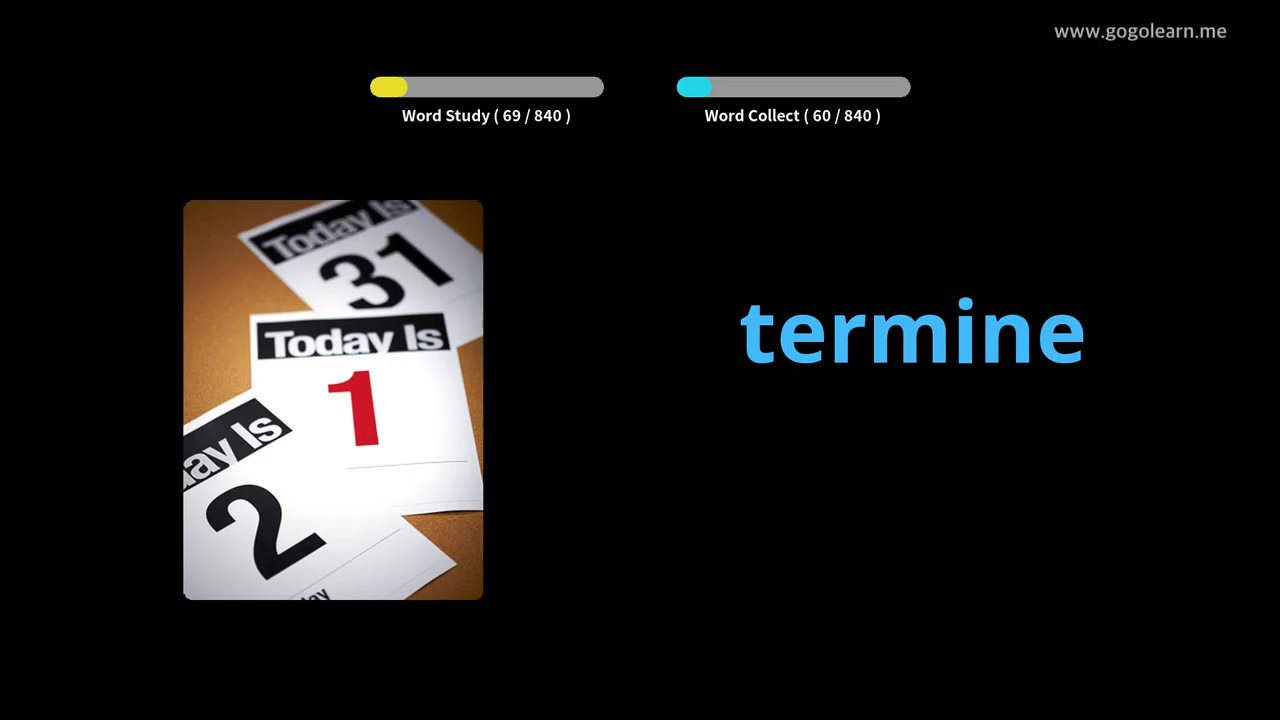 www.gogolearn.me
Word Study ( 69 / 840 )
Word Collect ( 60 / 840 )
Today Is
31
Today Is
1
ay Is
2
ay
termine